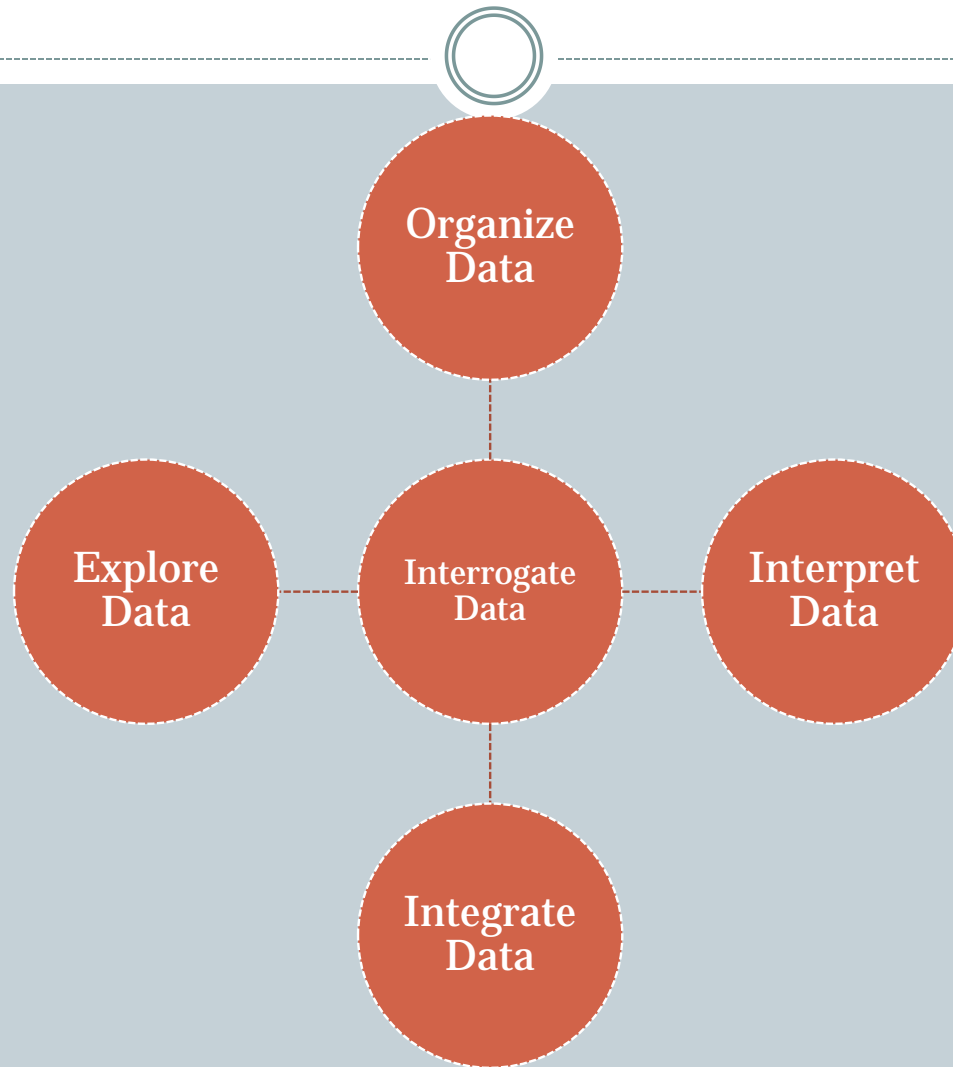 Organize
Data
Explore
Data
Interrogate
Data
Interpret
Data
Integrate
Data